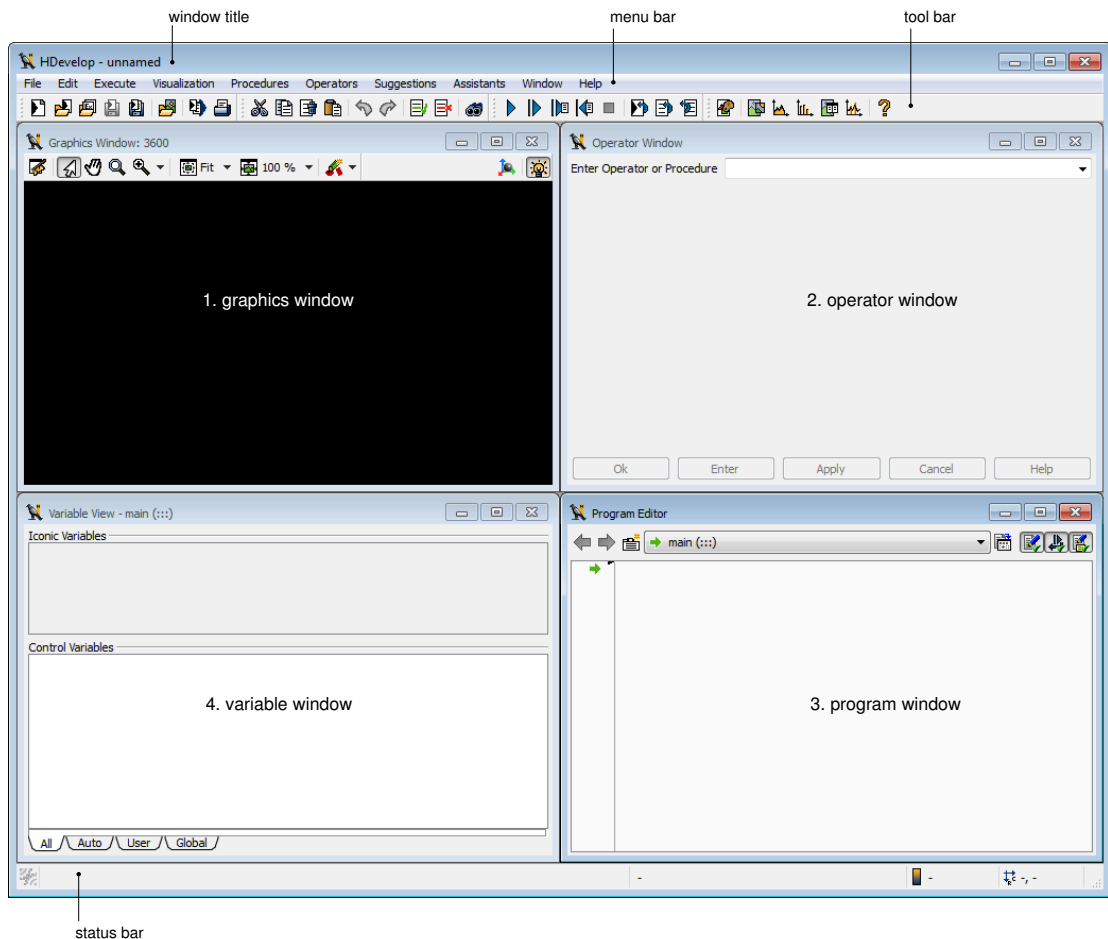 window title
menu bar
tool bar
HDevelop - unnamed
File Edit Execute Visualization Procedures Operators Suggestions Assistants Window Help
Graphics Window: 3600
Fit 100 %
1. graphics window
Operator Window
Enter Operator or Procedure
2. operator window
Ok Enter Apply Cancel Help
Variable View - main (:::)
Iconic Variables
Control Variables
4. variable window
All Auto User Global
Program Editor
main (:::)
3. program window
- - -, -
status bar